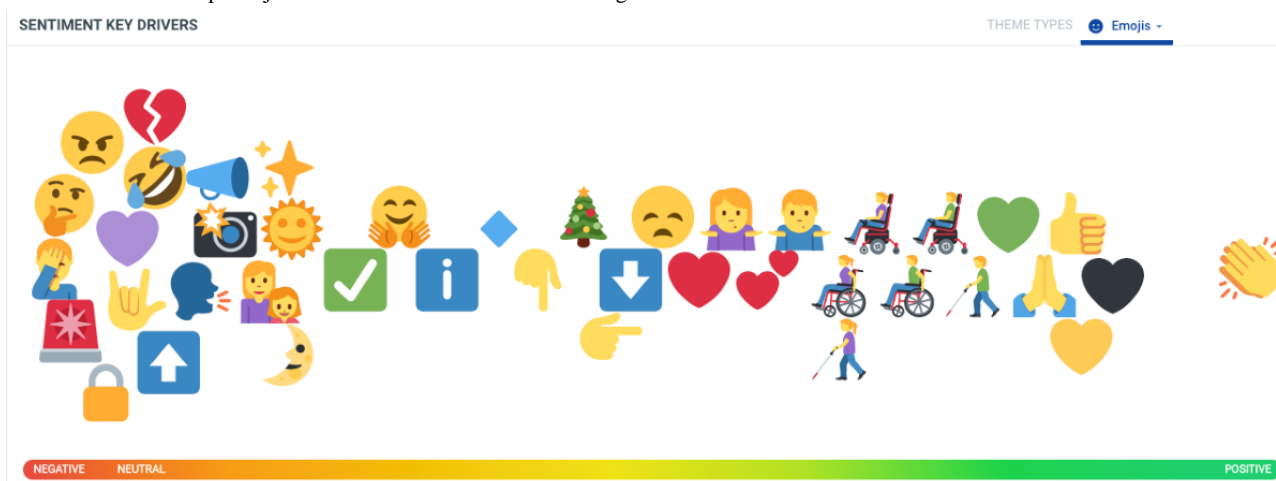 SENTIMENT KEY DRIVERS
THEME TYPES Emojis
NEGATIVE NEUTRAL POSITIVE